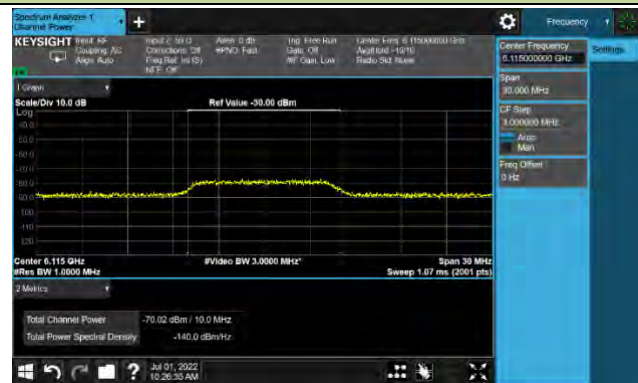 Spectrum Analyzer 1
Channel Power
Frequency
KEYSIGHT Input: RF
Coupling: AC
Align: Auto
Input Z: 50 Ω
Corrections: Off
Freq Ref: Int (S)
NFE: Off
Atten: 0 dB
#PNO: Fast
Trig: Free Run
Gate: Off
#IF Gain: Low
Center Freq: 6.115000000 GHz
Avg|Hold: >10/10
Radio Std: None
Center Frequency
6.115000000 GHz
Settings
Span
30.000 MHz
CF Step
3.000000 MHz
Auto
Man
Freq Offset
0 Hz
1 Graph
Scale/Div 10.0 dB
Ref Value -30.00 dBm
Log
Center 6.115 GHz
#Video BW 3.0000 MHz*
Span 30 MHz
#Res BW 1.0000 MHz
Sweep 1.07 ms (2001 pts)
2 Metrics
Total Channel Power -70.02 dBm / 10.0 MHz
Total Power Spectral Density -140.0 dBm/Hz
Jul 01, 2022
10:26:35 AM